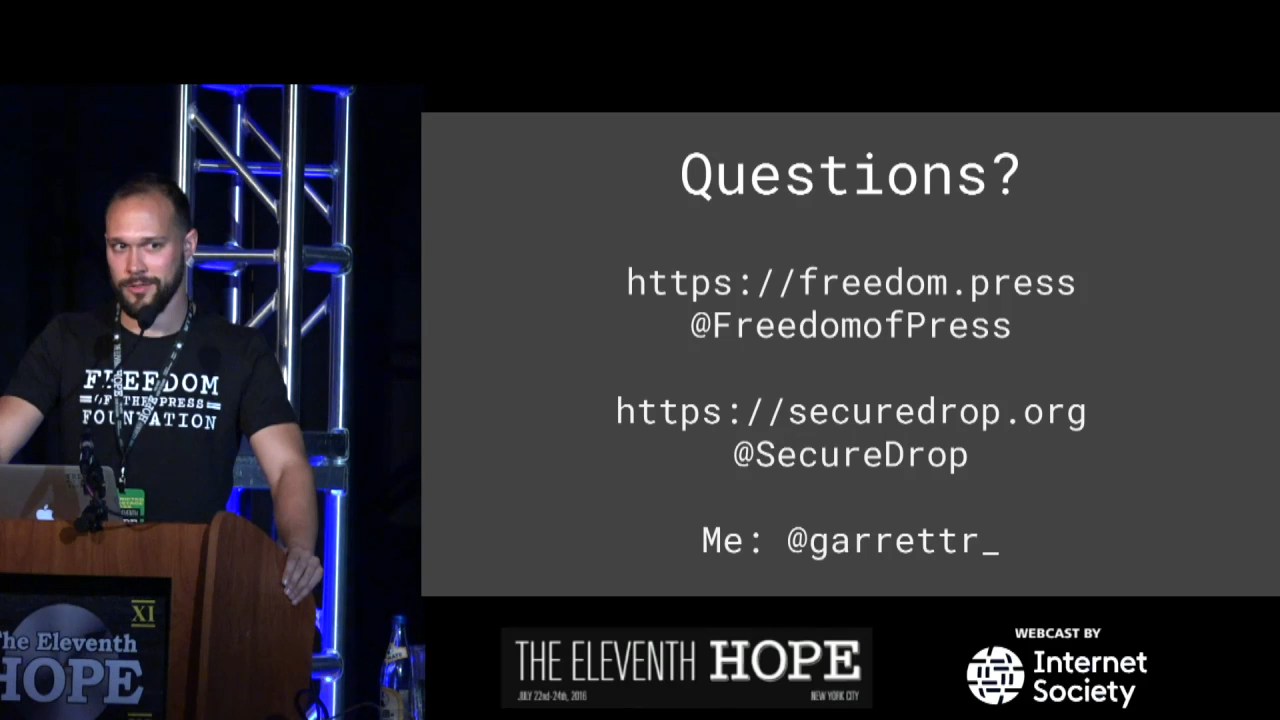 Questions?
https://freedom.press
@FreedomofPress
https://securedrop.org
@SecureDrop
Me: @garrettr_
FREEDOM
OF THE PRESS
FOUNDATION
HOPE
XI
The Eleventh
HOPE
THE ELEVENTH HOPE
JULY 22nd-24th, 2016
NEW YORK CITY
WEBCAST BY
Internet
Society